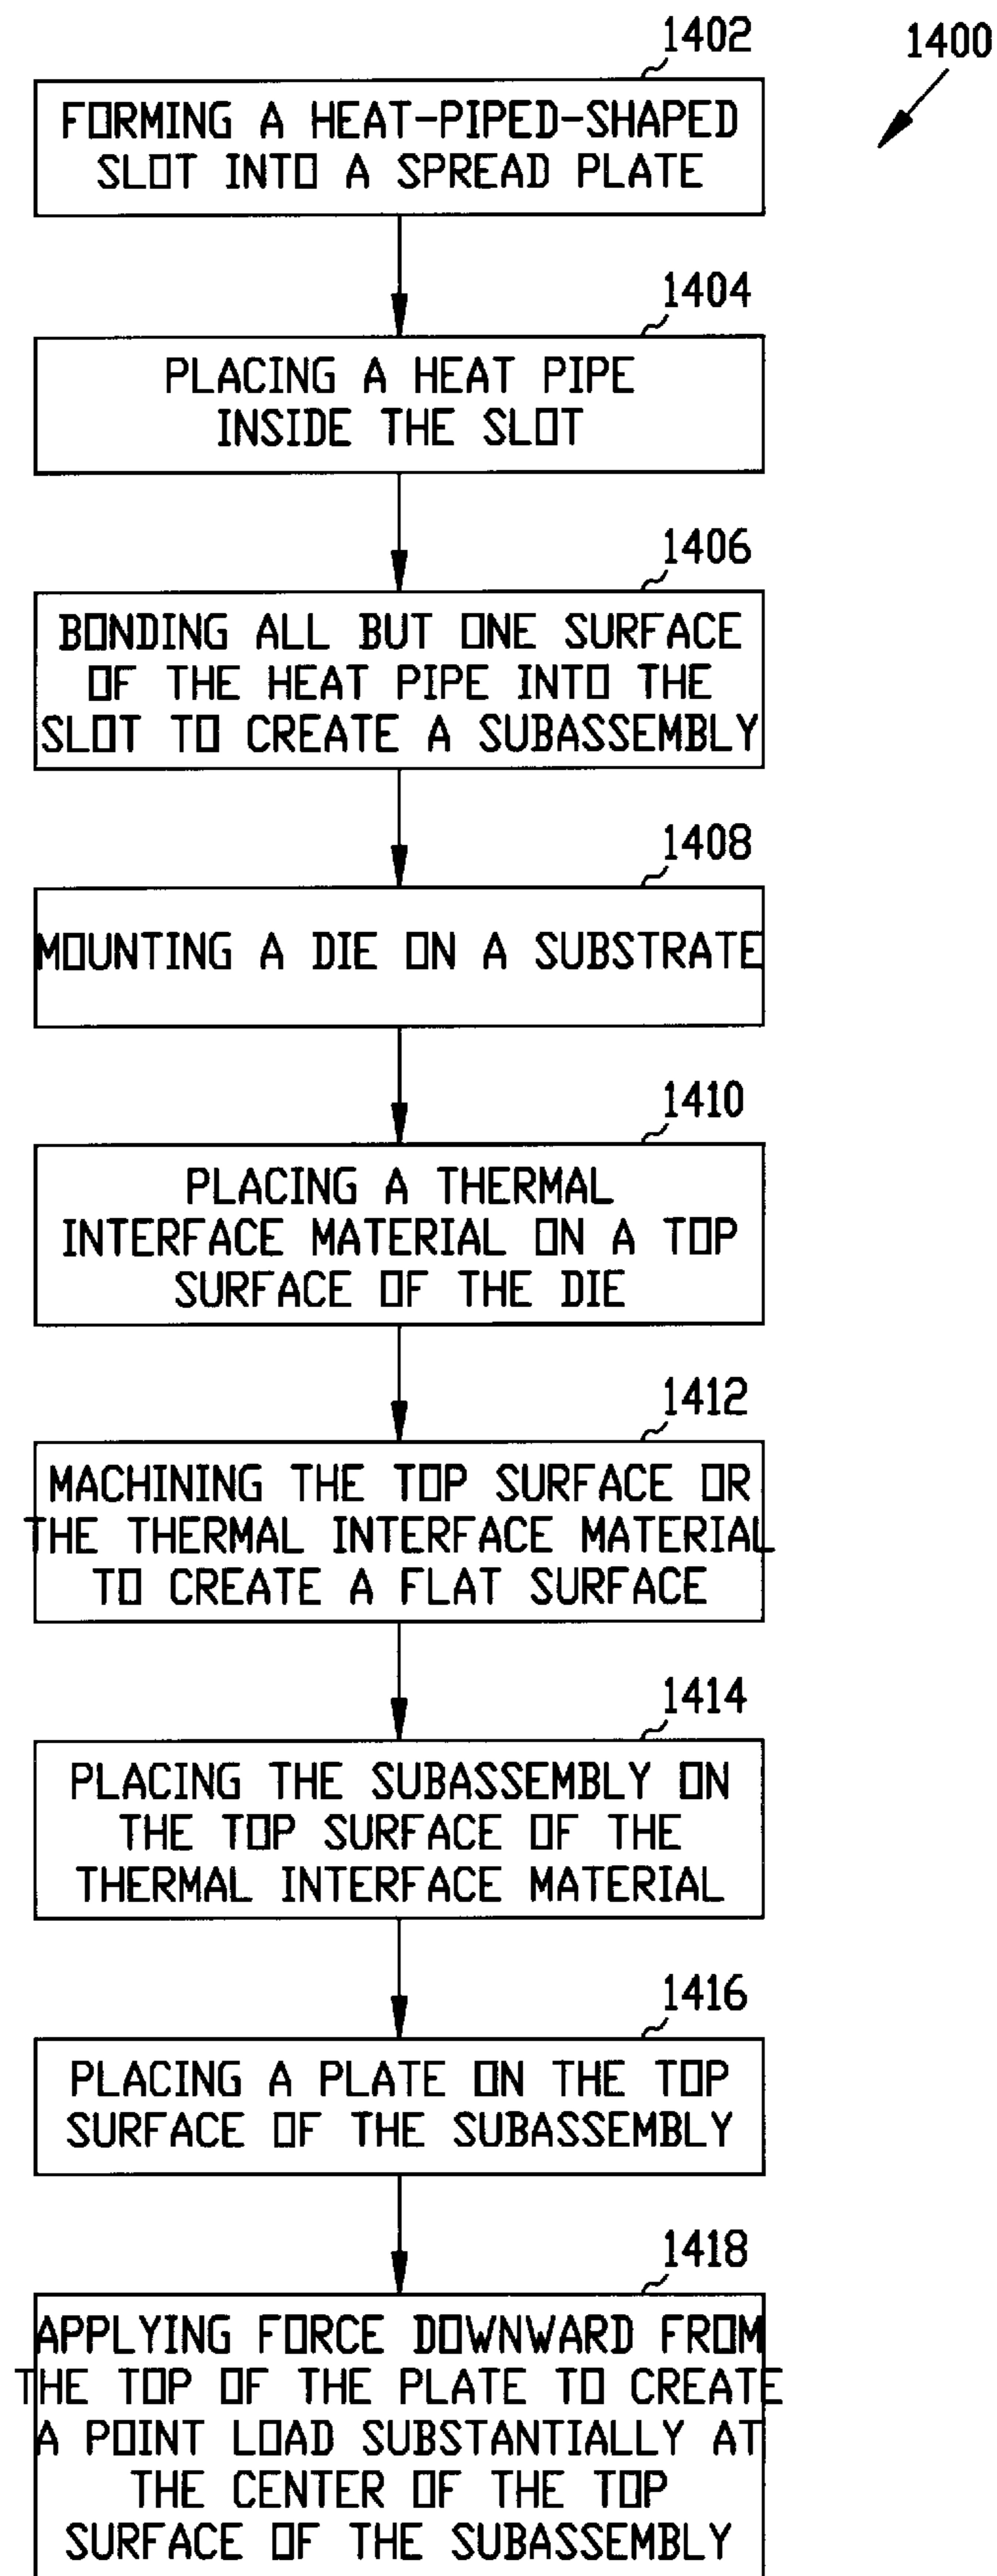 1400
1402
FORMING A HEAT-PIPED-SHAPED
SLOT INTO A SPREAD PLATE
1404
PLACING A HEAT PIPE
INSIDE THE SLOT
1406
BONDING ALL BUT ONE SURFACE
OF THE HEAT PIPE INTO THE
SLOT TO CREATE A SUBASSEMBLY
1408
MOUNTING A DIE ON A SUBSTRATE
1410
PLACING A THERMAL
INTERFACE MATERIAL ON A TOP
SURFACE OF THE DIE
1412
MACHINING THE TOP SURFACE OR
THE THERMAL INTERFACE MATERIAL
TO CREATE A FLAT SURFACE
1414
PLACING THE SUBASSEMBLY ON
THE TOP SURFACE OF THE
THERMAL INTERFACE MATERIAL
1416
PLACING A PLATE ON THE TOP
SURFACE OF THE SUBASSEMBLY
1418
APPLYING FORCE DOWNWARD FROM
THE TOP OF THE PLATE TO CREATE
A POINT LOAD SUBSTANTIALLY AT
THE CENTER OF THE TOP
SURFACE OF THE SUBASSEMBLY